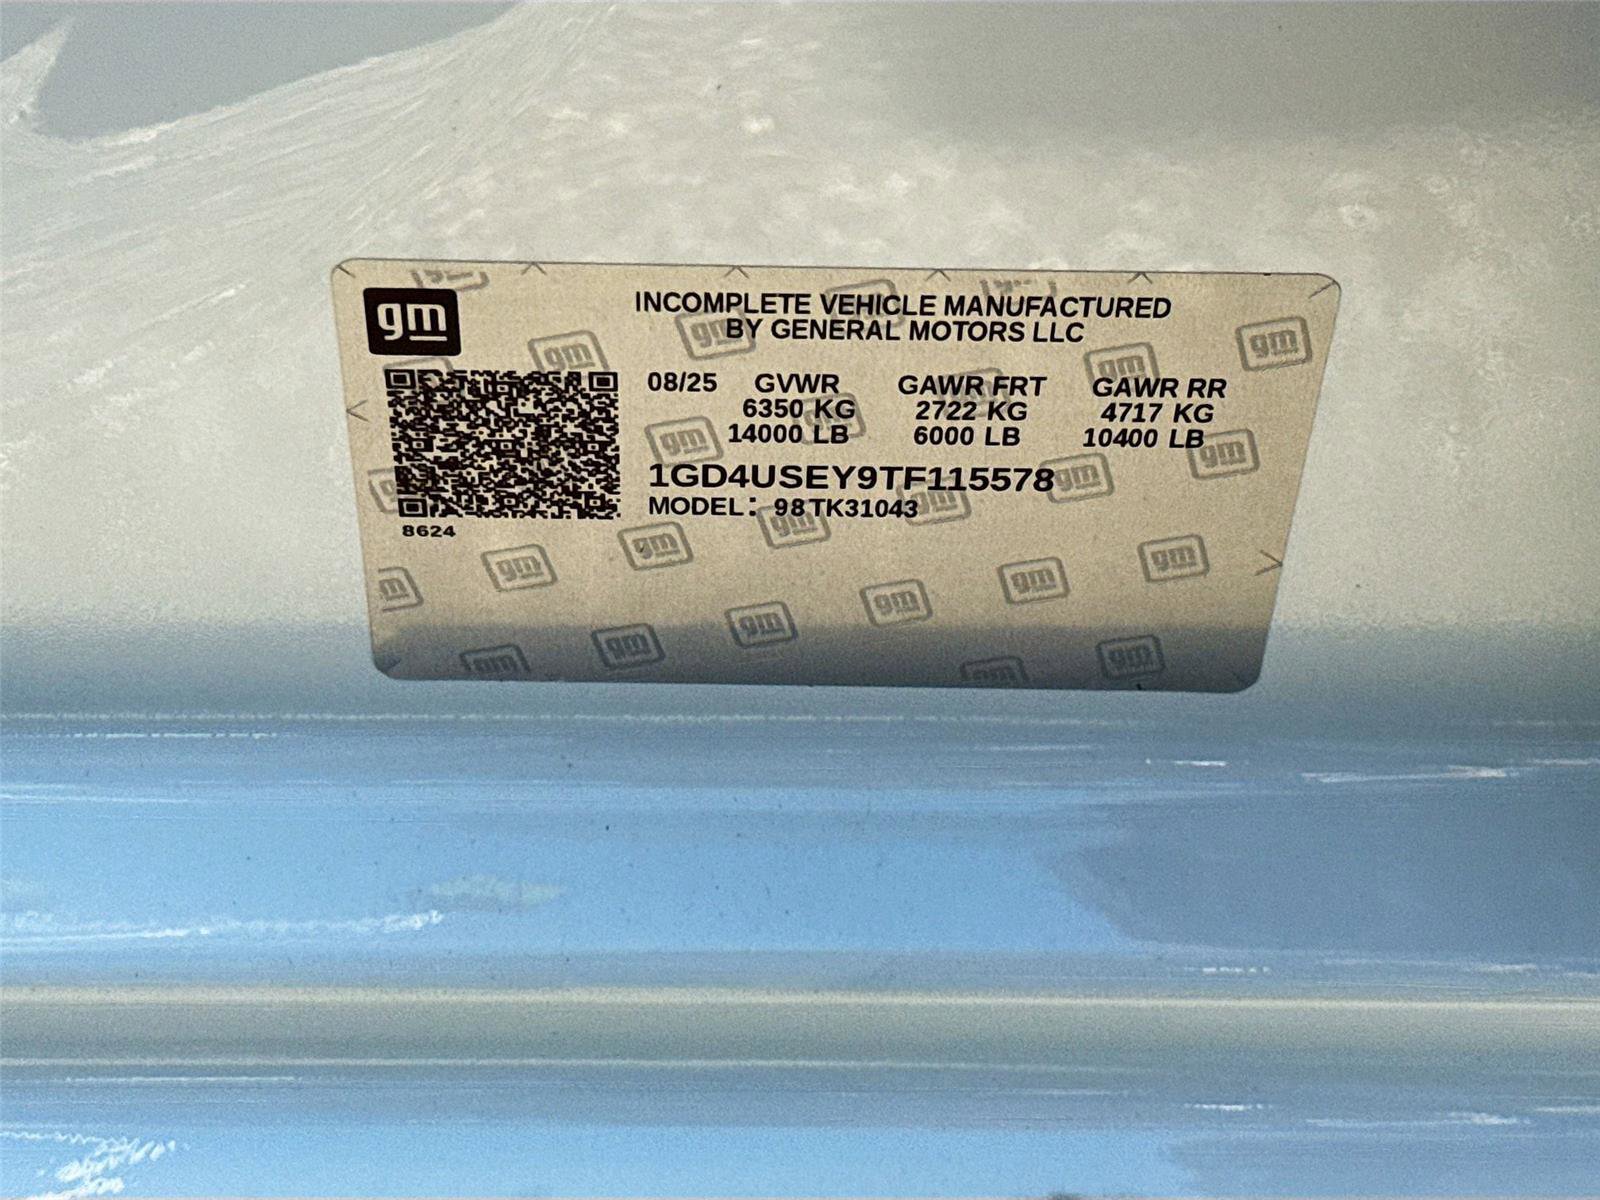 gm
INCOMPLETE VEHICLE MANUFACTURED
BY GENERAL MOTORS LLC
08/25 GVWR GAWR FRT GAWR RR
6350 KG 2722 KG 4717 KG
14000 LB 6000 LB 10400 LB
1GD4USEY9TF115578
MODEL: 98TK31043
8624